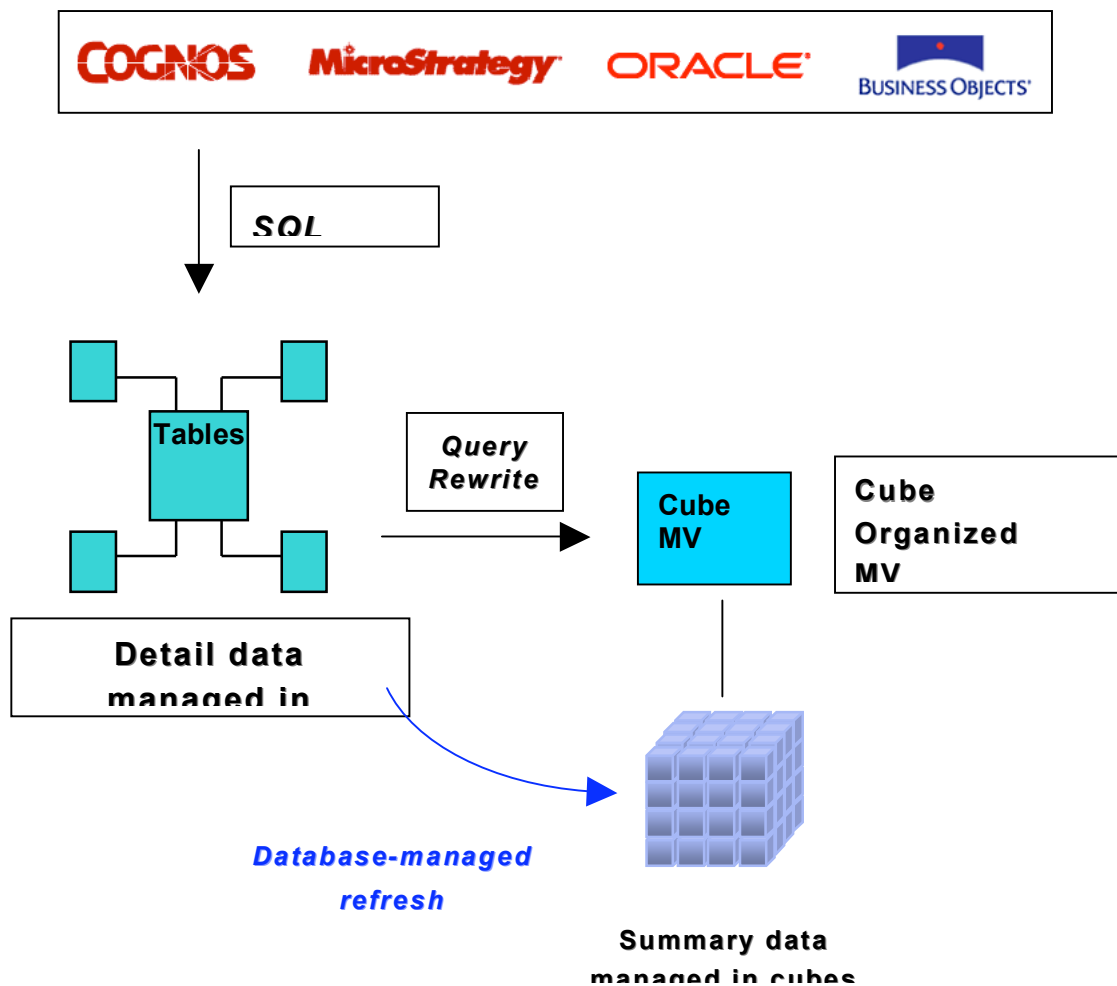 COGNOS MicroStrategy ORACLE BUSINESS OBJECTS
SQL
Tables
Query
Rewrite
Cube
MV
Cube
Organized
MV
Detail data
managed in
Database-managed
refresh
Summary data
managed in cubes